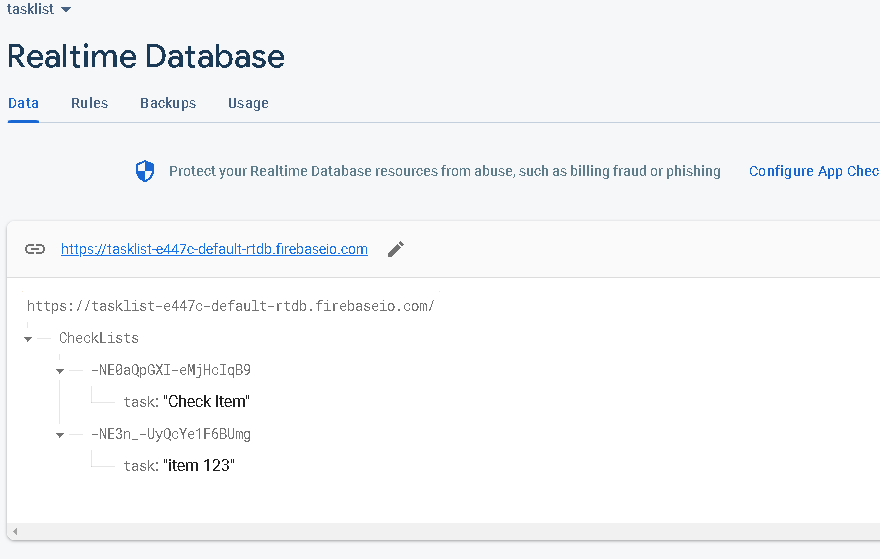 tasklist
Realtime Database
Data Rules Backups Usage
Protect your Realtime Database resources from abuse, such as billing fraud or phishing Configure App Chec
https://tasklist-e447c-default-rtdb.firebaseio.com
https://tasklist-e447c-default-rtdb.firebaseio.com/
CheckLists
-NE0aQpGXI-eMjHcIqB9
task: "Check Item"
-NE3n_-UyQcYe1F6BUmg
task: "item 123"